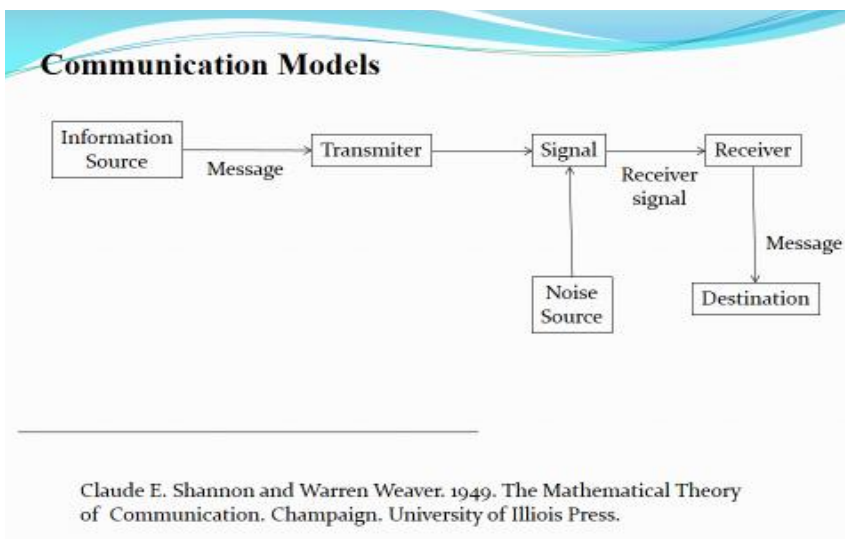 Communication Models
Information
Source
Message
Transmiter
Signal
Receiver
signal
Receiver
Message
Noise
Source
Destination
Claude E. Shannon and Warren Weaver. 1949. The Mathematical Theory
of Communication. Champaign. University of Illiois Press.